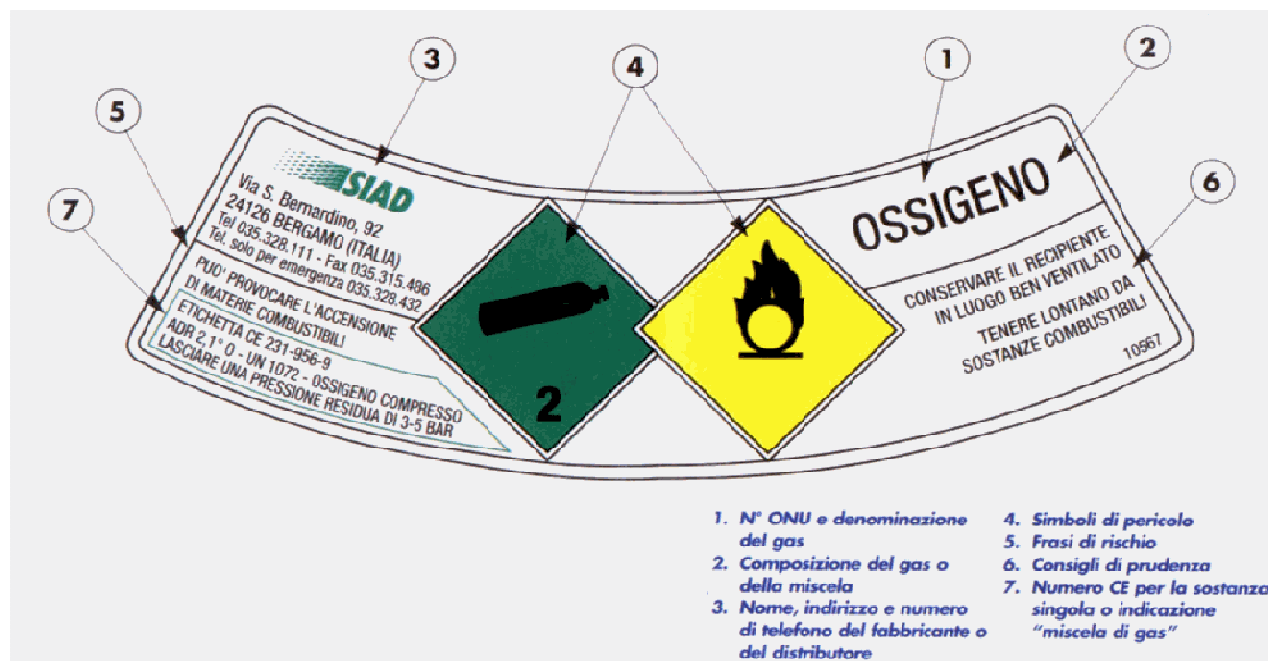 3
4
1
2
5
7
6
SIAD
Via S. Bernardino, 92
24126 BERGAMO (ITALIA)
Tel 035.328.111 - Fax 035.315.486
Tel. solo per emergenza 035.328.432
PUO' PROVOCARE L'ACCENSIONE
DI MATERIE COMBUSTIBILI
ETICHETTA CE 231-956-9
ADR 2,1° O - UN 1072 - OSSIGENO COMPRESSO
LASCIARE UNA PRESSIONE RESIDUA DI 3-5 BAR
2
OSSIGENO
CONSERVARE IL RECIPIENTE
IN LUOGO BEN VENTILATO
TENERE LONTANO DA
SOSTANZE COMBUSTIBILI
10567
1. N° ONU e denominazione
del gas
2. Composizione del gas o
della miscela
3. Nome, indirizzo e numero
di telefono del fabbricante o
del distributore
4. Simboli di pericolo
5. Frasi di rischio
6. Consigli di prudenza
7. Numero CE per la sostanza
singola o indicazione
"miscela di gas"